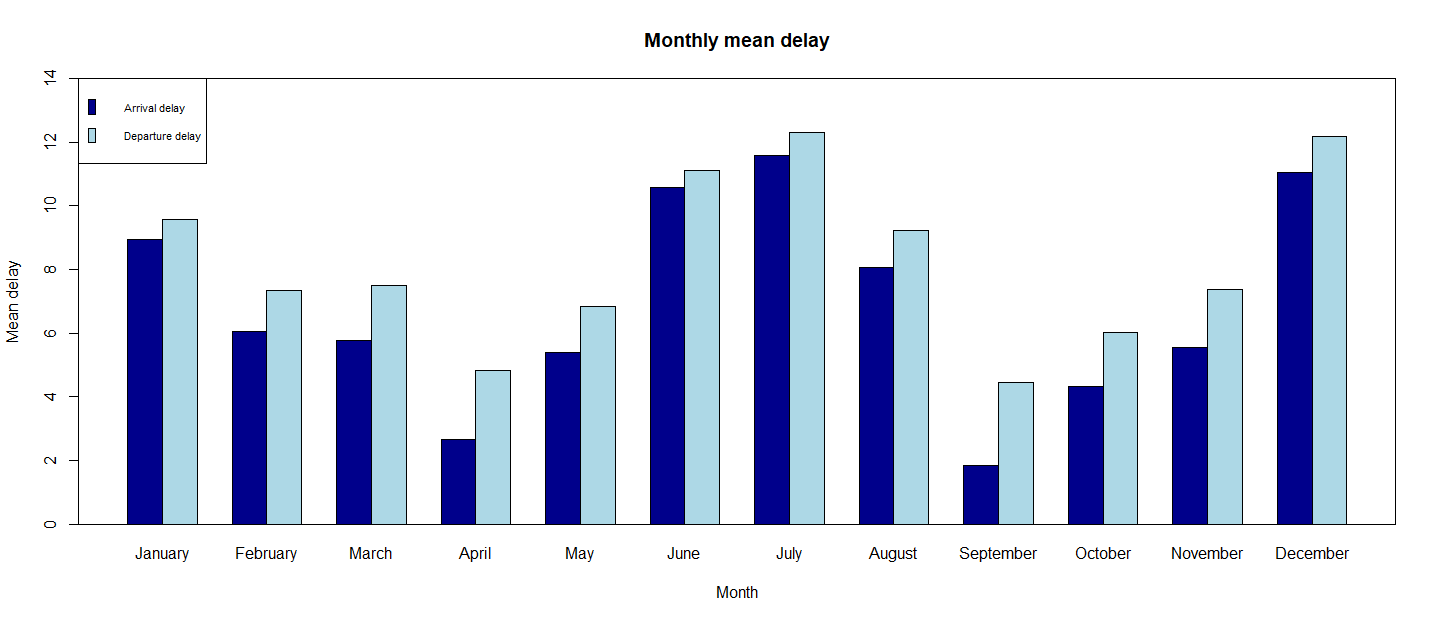 Monthly mean delay
Arrival delay
Departure delay
Mean delay
14
12
10
8
6
4
2
0
January February March April May June July August September October November December
Month